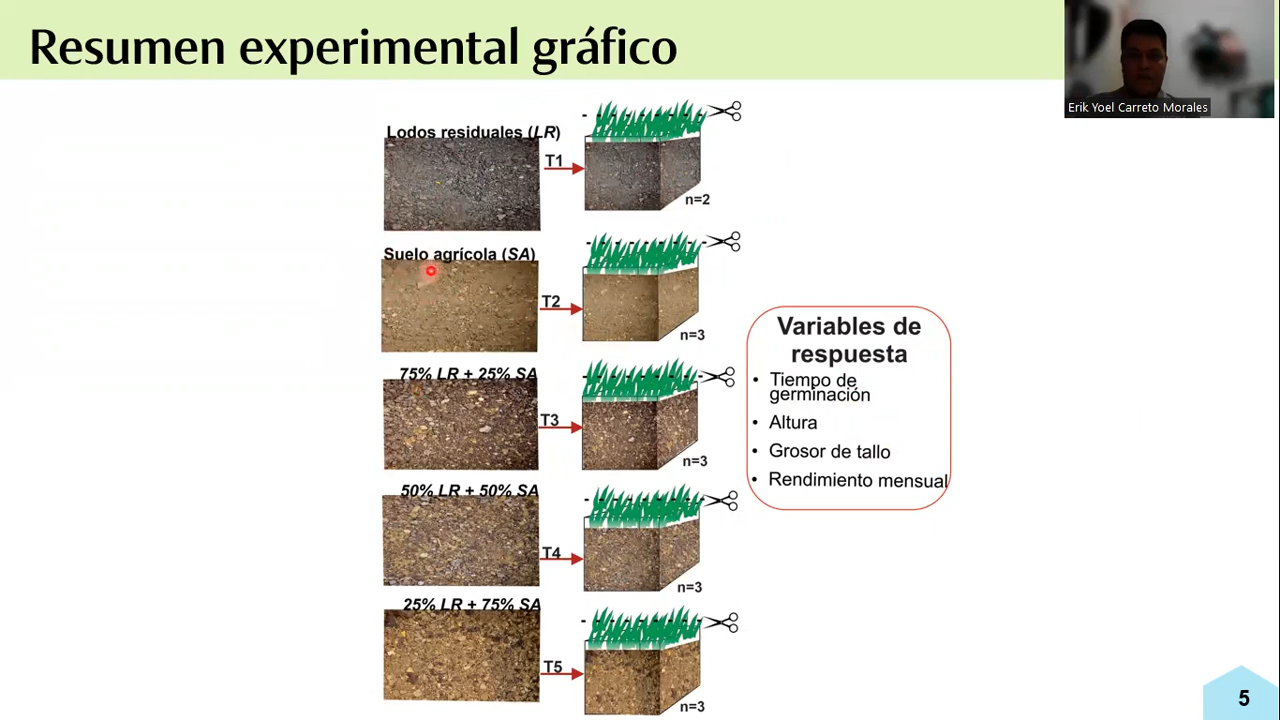 Resumen experimental gráfico
Erik Yoel Carreto Morales
Lodos residuales (LR)
T1
n=2
Suelo agrícola (SA)
T2
n=3
75% LR + 25% SA
T3
n=3
50% LR + 50% SA
T4
n=3
25% LR + 75% SA
T5
n=3
Variables de
respuesta
• Tiempo de
germinación
• Altura
• Grosor de tallo
• Rendimiento mensual
5